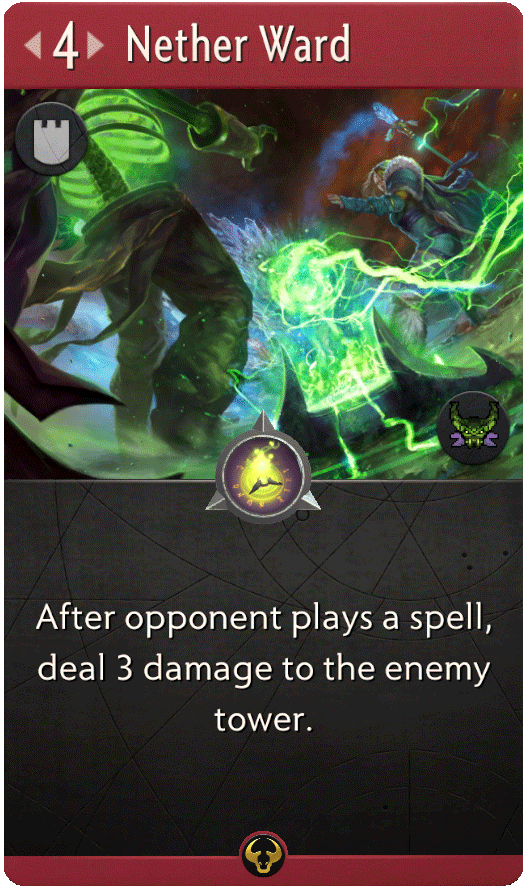 4 Nether Ward
After opponent plays a spell,
deal 3 damage to the enemy
tower.